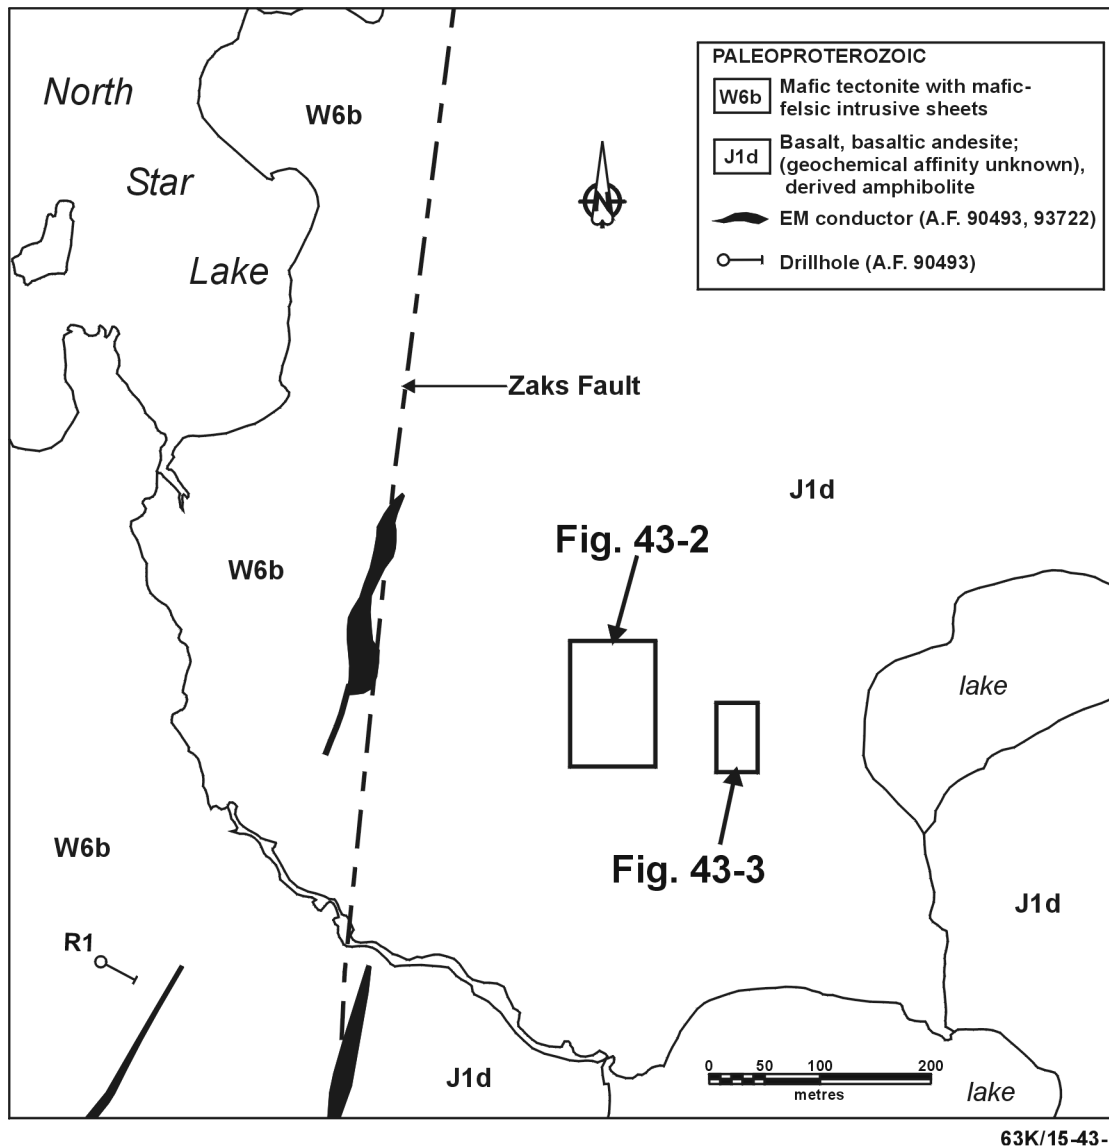 North
Star
Lake
W6b
PALEOPROTEROZOIC
W6b
Mafic tectonite with mafic-
felsic intrusive sheets
J1d
Basalt, basaltic andesite;
(geochemical affinity unknown),
derived amphibolite
EM conductor (A.F. 90493, 93722)
Drillhole (A.F. 90493)
N
Zaks Fault
J1d
Fig. 43-2
W6b
lake
Fig. 43-3
W6b
J1d
R1
J1d
0 50 100 200
metres
lake
63K/15-43-